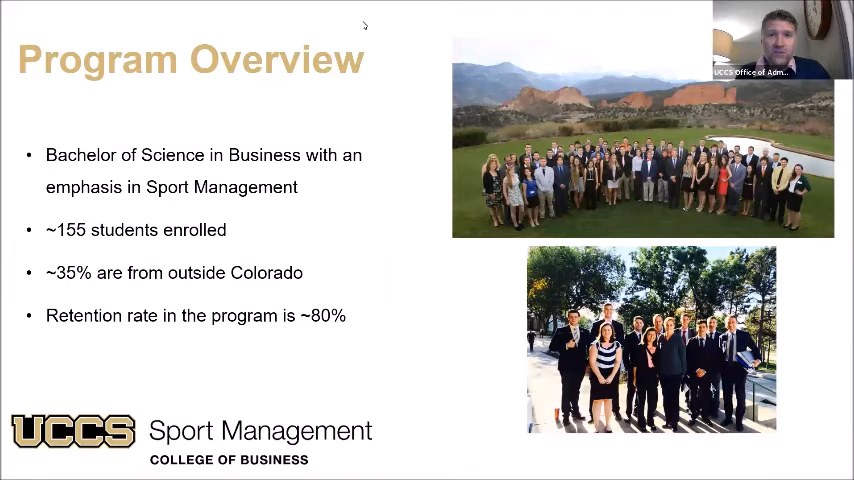 Program Overview
UCCS Office of Adm...
• Bachelor of Science in Business with an
emphasis in Sport Management
• ~155 students enrolled
• ~35% are from outside Colorado
• Retention rate in the program is ~80%
UCCS Sport Management
COLLEGE OF BUSINESS